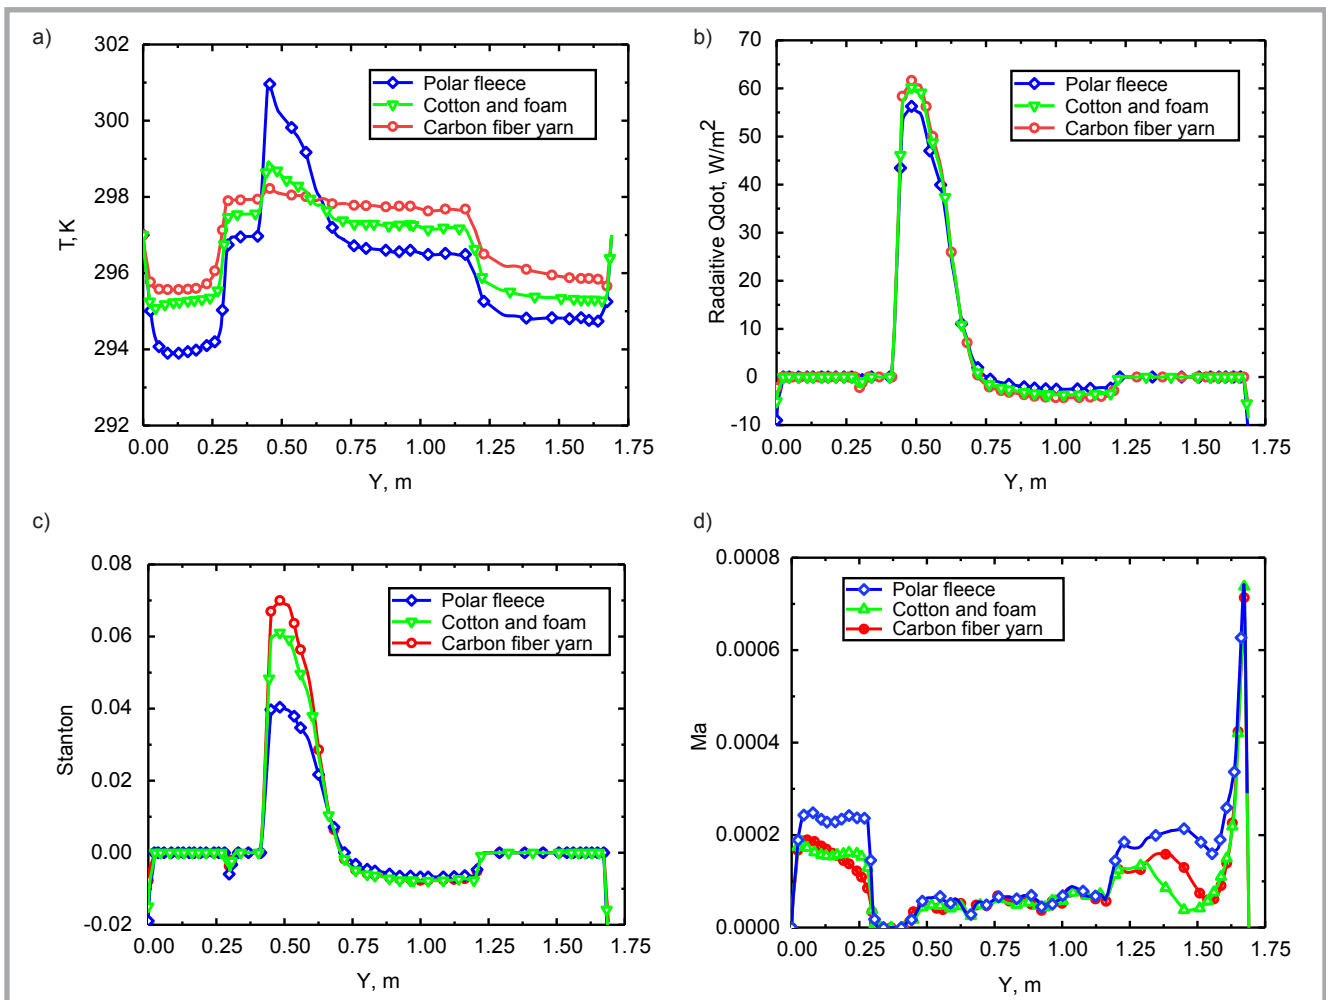 a)
302
300
298
296
294
292
T, K
Polar fleece
Cotton and foam
Carbon fiber yarn
0.00 0.25 0.50 0.75 1.00 1.25 1.50 1.75
Y, m
b)
70
60
50
40
30
20
10
0
-10
Radaitive Qdot, W/m2
Polar fleece
Cotton and foam
Carbon fiber yarn
0.00 0.25 0.50 0.75 1.00 1.25 1.50 1.75
Y, m
c)
0.08
0.06
0.04
0.02
0.00
-0.02
Stanton
Polar fleece
Cotton and foam
Carbon fiber yarn
0.00 0.25 0.50 0.75 1.00 1.25 1.50 1.75
Y, m
d)
0.0008
0.0006
0.0004
0.0002
0.0000
Ma
Polar fleece
Cotton and foam
Carbon fiber yarn
0.00 0.25 0.50 0.75 1.00 1.25 1.50 1.75
Y, m